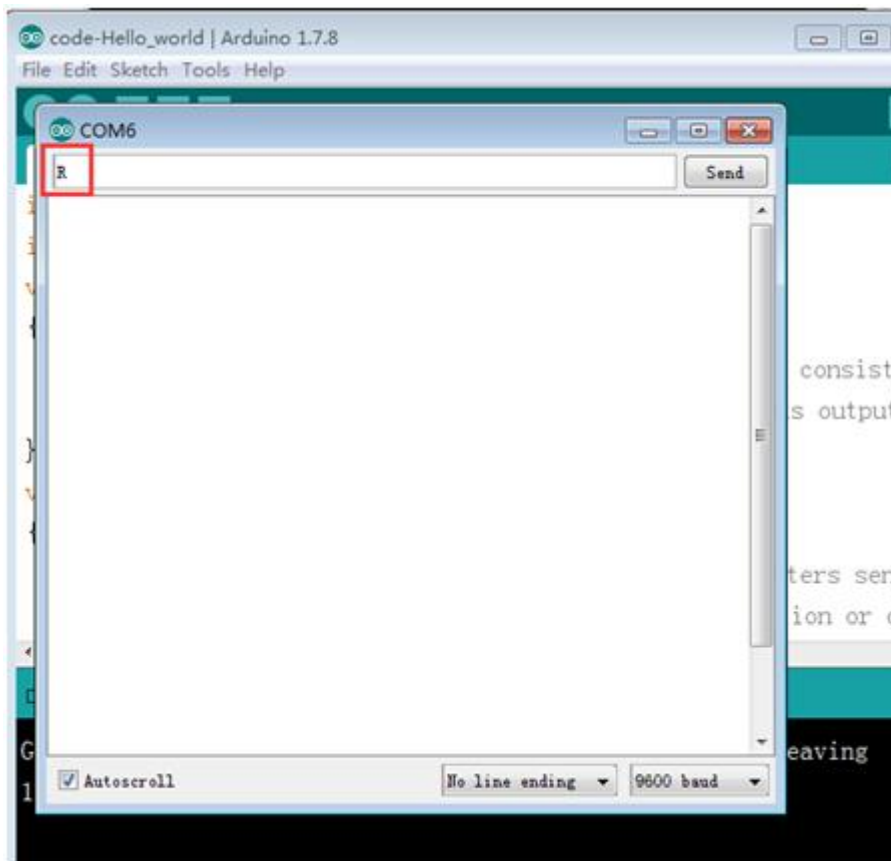 code-Hello_world | Arduino 1.7.8
File Edit Sketch Tools Help
COM6
R
Send
consist
s output
ters sen
ion or
eaving
Autoscroll
No line ending
9600 baud